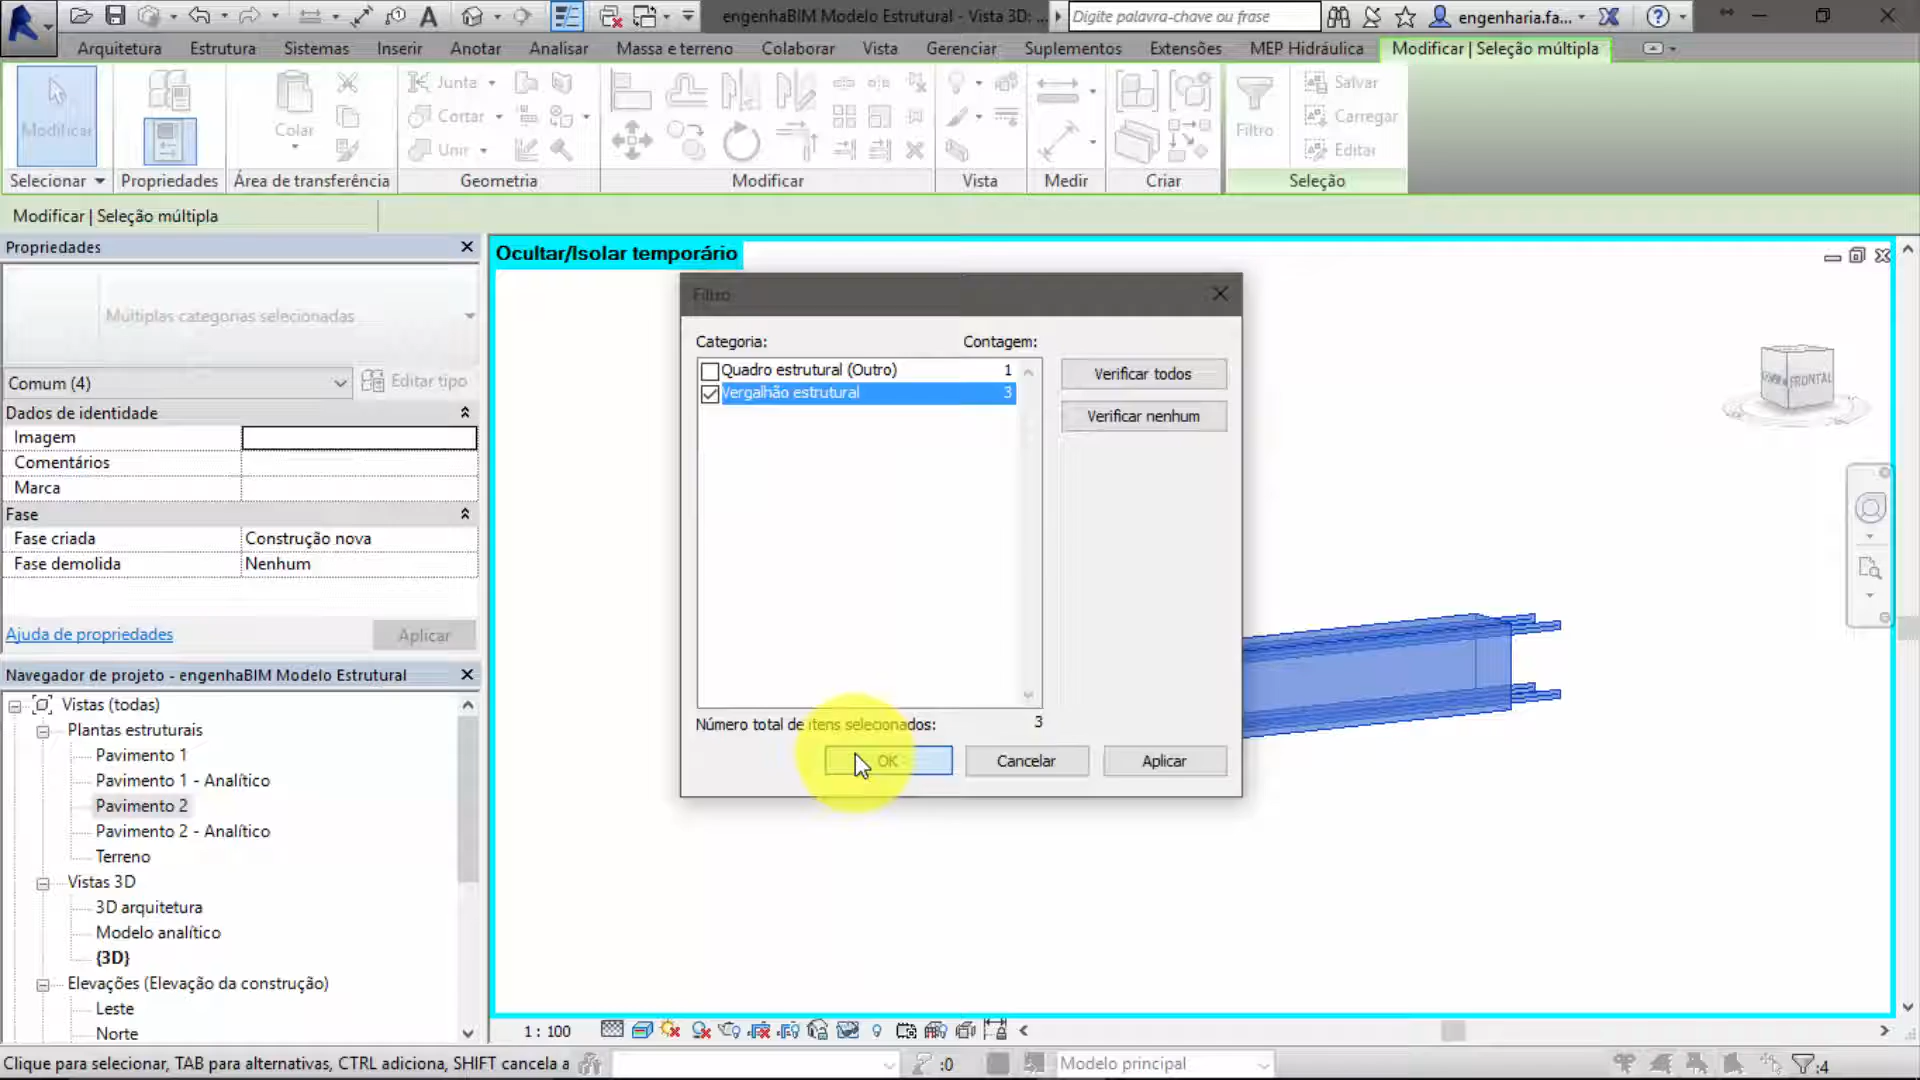 engenhaBIM Modelo Estrutural - Vista 3D: ...
Digite palavra-chave ou frase
engenharia.fa...
Arquitetura Estrutura Sistemas Inserir Anotar Analisar Massa e terreno Colaborar Vista Gerenciar Suplementos Extensões MEP Hidráulica Modificar | Seleção múltipla
Modificar
Colar
Junta
Cortar
Unir
Filtro
Salvar
Carregar
Editar
Selecionar Propriedades Área de transferência Geometria Modificar Vista Medir Criar Seleção
Modificar | Seleção múltipla
Propriedades
Múltiplas categorias selecionadas
Comum (4) Editar tipo
Dados de identidade
Imagem
Comentários
Marca
Fase
Fase criada Construção nova
Fase demolida Nenhum
Ajuda de propriedades Aplicar
Navegador de projeto - engenhaBIM Modelo Estrutural
Vistas (todas)
Plantas estruturais
Pavimento 1
Pavimento 1 - Analítico
Pavimento 2
Pavimento 2 - Analítico
Terreno
Vistas 3D
3D arquitetura
Modelo analítico
{3D}
Elevações (Elevação da construção)
Leste
Norte
Ocultar/Isolar temporário
Filtro
Categoria: Contagem:
Quadro estrutural (Outro) 1
Vergalhão estrutural 3
Verificar todos
Verificar nenhum
Número total de itens selecionados: 3
OK Cancelar Aplicar
FRONTAL
1 : 100
Clique para selecionar, TAB para alternativas, CTRL adiciona, SHIFT cancela a
:0
Modelo principal
:4